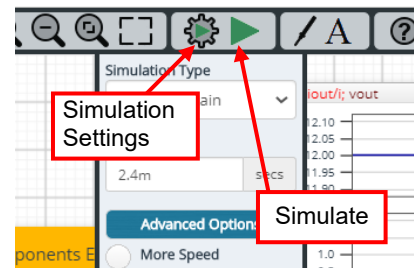 A
?
Simulation Type
ain
iout/i; vout
Simulation
Settings
12.10
12.05
12.00
11.95
11.90
2.4m
secs
Simulate
Advanced Option
ponents E
More Speed
1.0